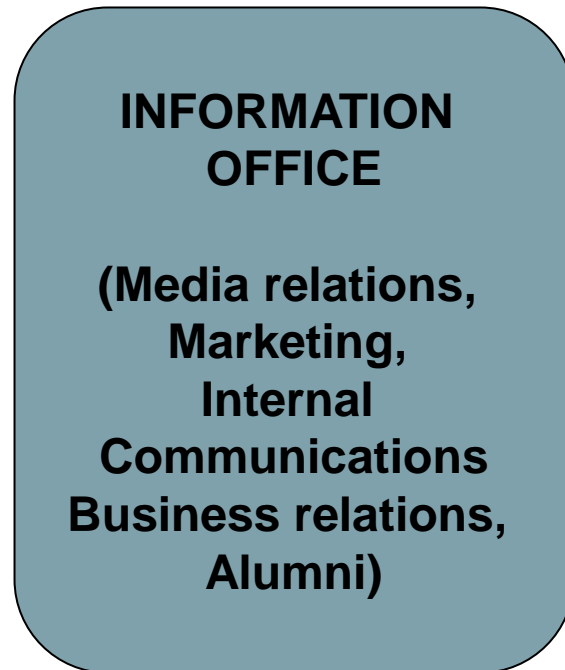 INFORMATION
OFFICE
(Media relations,
Marketing,
Internal
Communications
Business relations,
Alumni)